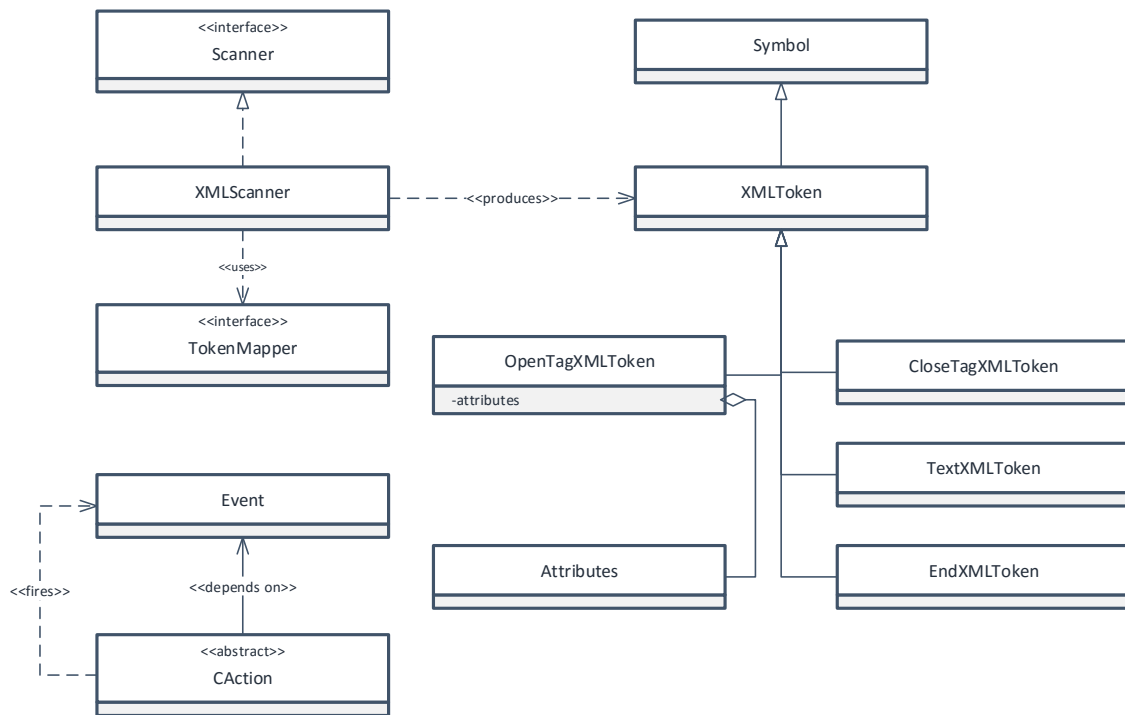 <<interface>>
Scanner
Symbol
XMLScanner
<<produces>>
XMLToken
<<uses>>
<<interface>>
TokenMapper
OpenTagXMLToken
-attributes
CloseTagXMLToken
TextXMLToken
Event
Attributes
EndXMLToken
<<fires>>
<<depends on>>
<<abstract>>
CAction